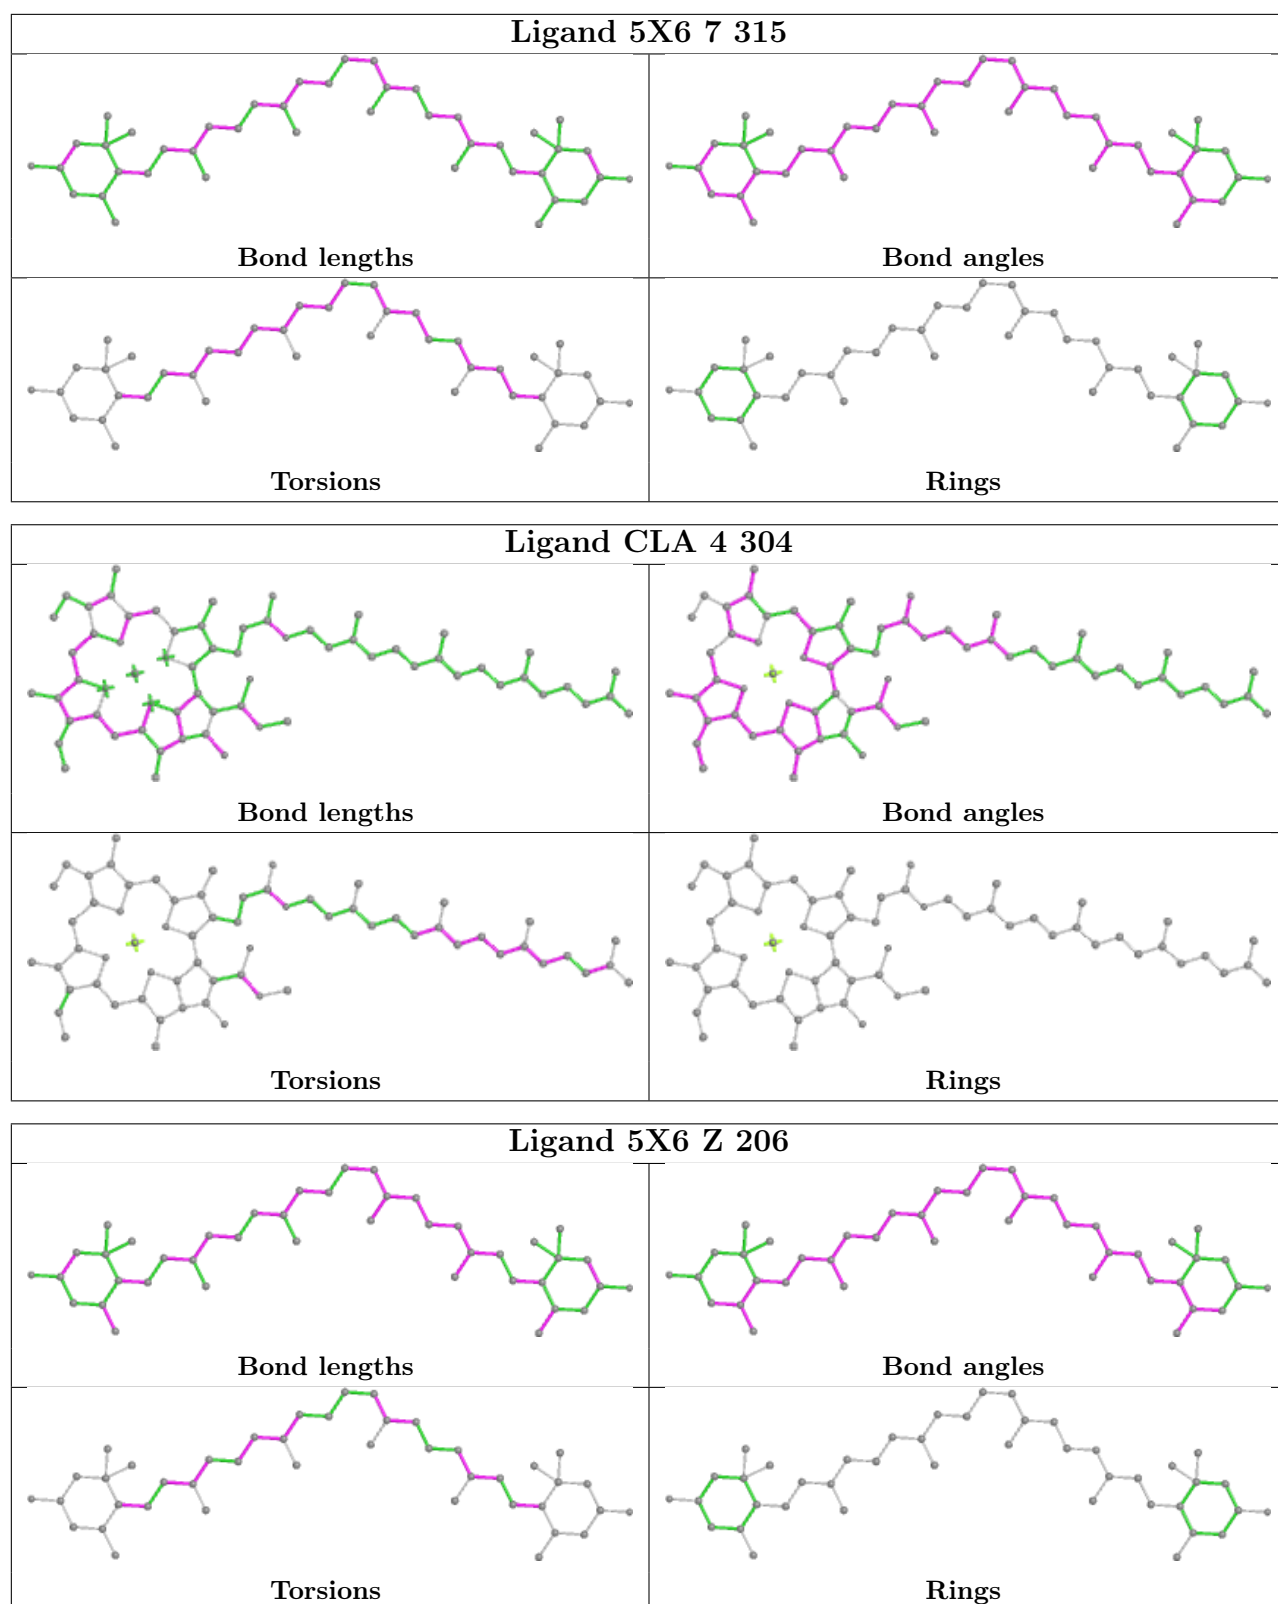 Ligand 5X6 7 315
Bond lengths
Bond angles
Torsions
Rings
Ligand CLA 4 304
Bond lengths
Bond angles
Torsions
Rings
Ligand 5X6 Z 206
Bond lengths
Bond angles
Torsions
Rings